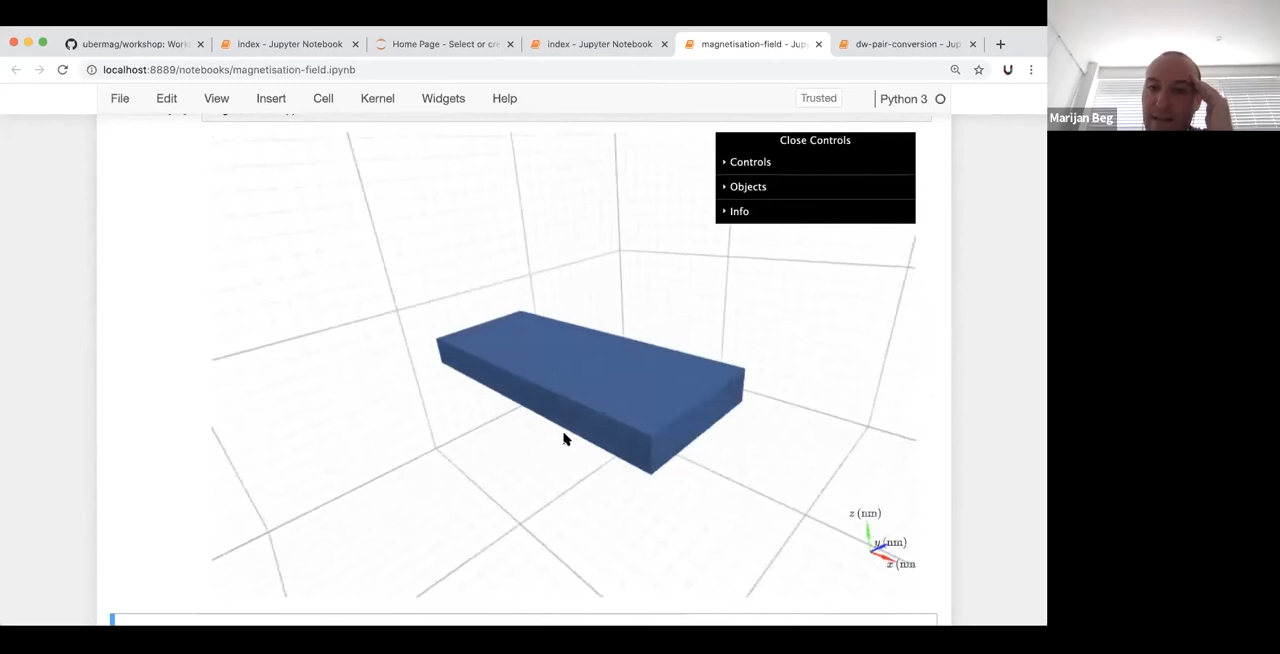 ubermag/workshop: Work
index - Jupyter Notebook
Home Page - Select or cre
index - Jupyter Notebook
magnetisation-field - Jup
dw-pair-conversion - Jup
localhost:8889/notebooks/magnetisation-field.ipynb
File Edit View Insert Cell Kernel Widgets Help
Trusted
Python 3
Marijan Beg
Close Controls
Controls
Objects
Info
z (nm)
y (nm)
x (nm